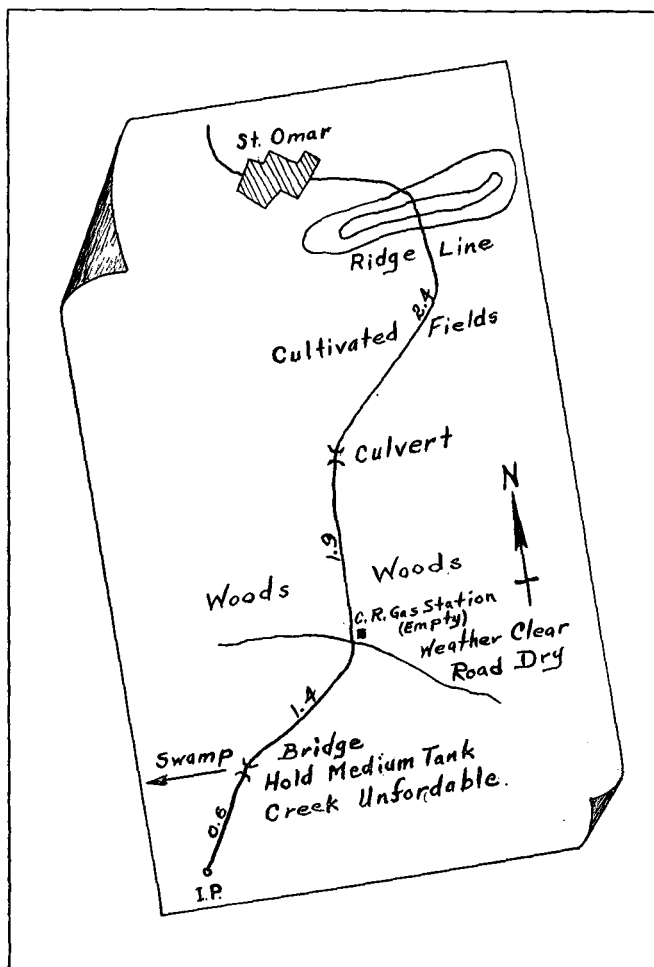 St. Omar
Ridge Line
2.4
Cultivated Fields
Culvert
N
1.9
Woods
Woods
C. R. Gas Station
(Empty)
Weather Clear
Road Dry
1.4
Swamp
Bridge
Hold Medium Tank
Creek Unfordable.
0.6
I.P.